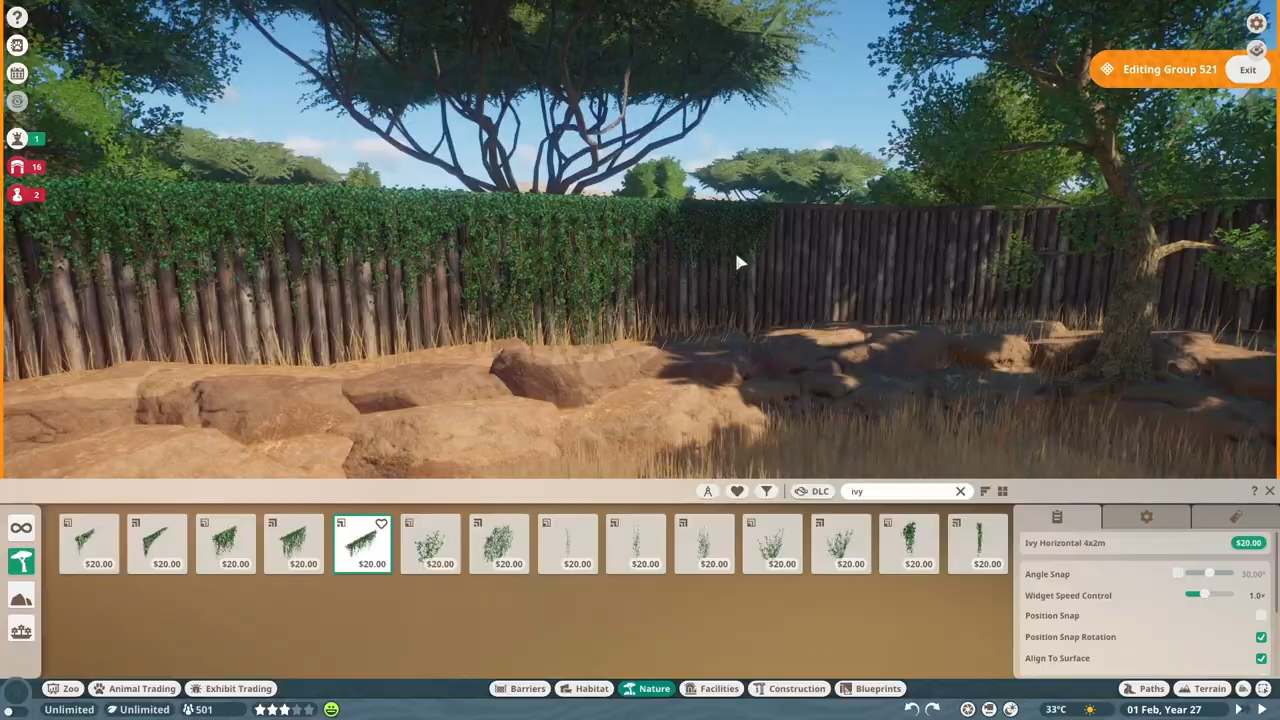 ?
Editing Group 521
Exit
1
16
2
DLC
ivy
? ×
$20.00 $20.00 $20.00 $20.00 $20.00 $20.00 $20.00 $20.00 $20.00 $20.00 $20.00 $20.00 $20.00 $20.00
Ivy Horizontal 4x2m $20.00
Angle Snap 30.00°
Widget Speed Control 1.0×
Position Snap
Position Snap Rotation
Align To Surface
Zoo Animal Trading Exhibit Trading Barriers Habitat Nature Facilities Construction Blueprints Paths Terrain
Unlimited Unlimited 501 33°C 01 Feb, Year 27